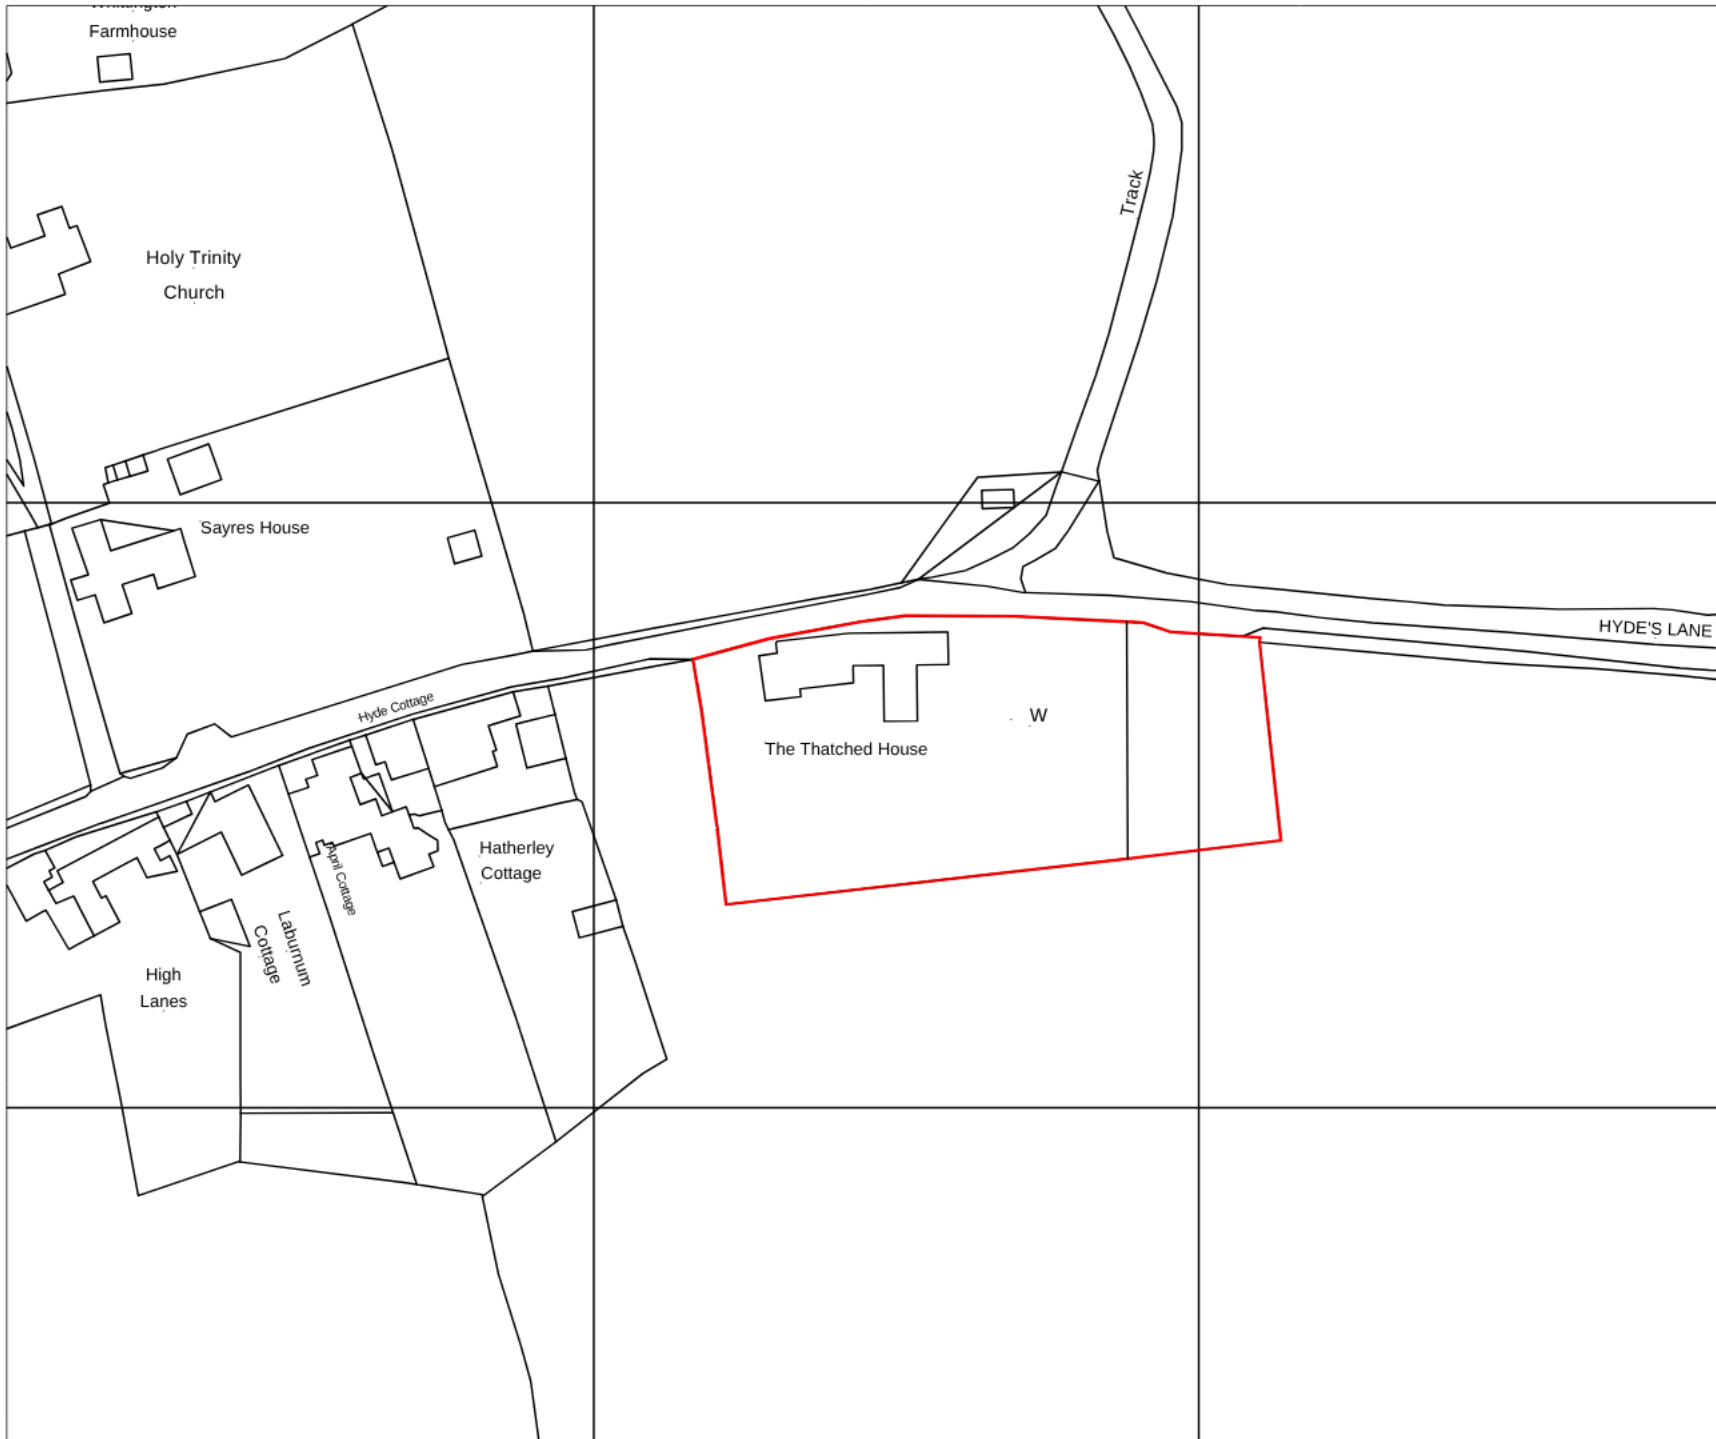 Farmhouse
Track
Holy Trinity
Church
Sayres House
HYDE'S LANE
Hyde Cottage
W
The Thatched House
Hatherley
Cottage
April Cottage
Laburnum
Cottage
High
Lanes